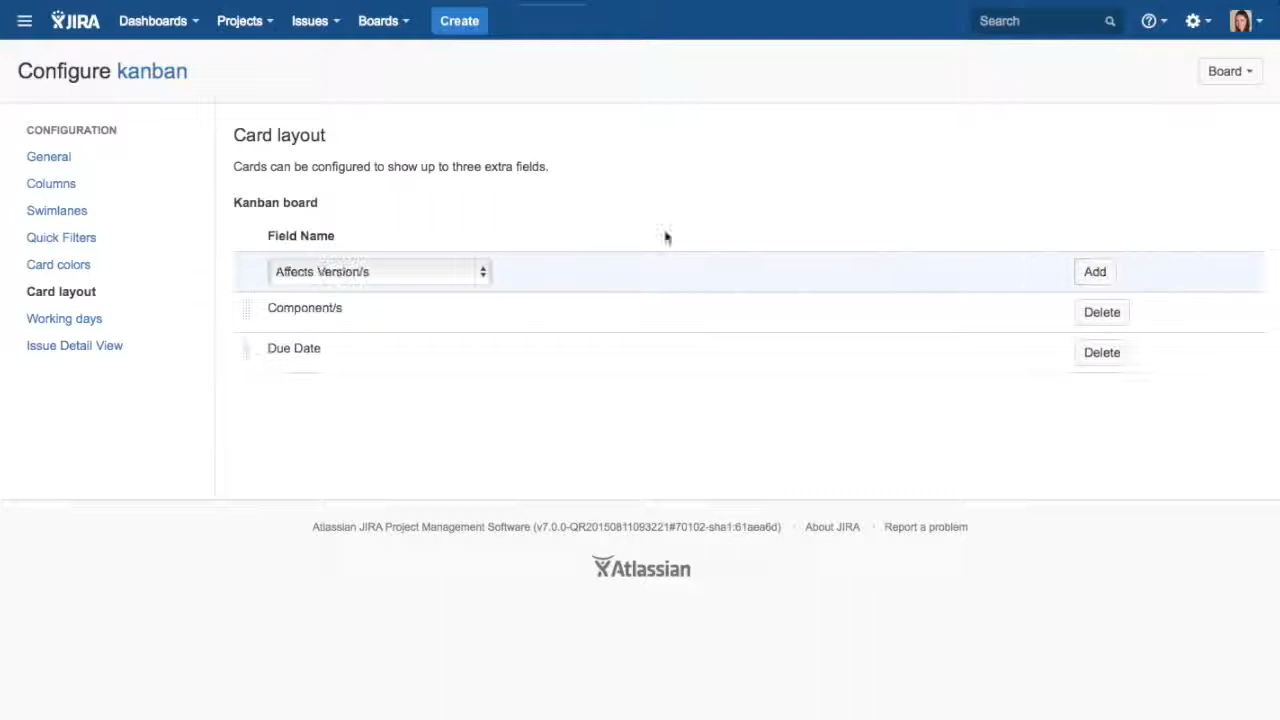 JIRA Dashboards Projects Issues Boards Create Search
Configure kanban Board
CONFIGURATION
General
Columns
Swimlanes
Quick Filters
Card colors
Card layout
Working days
Issue Detail View
Card layout
Cards can be configured to show up to three extra fields.
Kanban board
Field Name
Affects Version/s Add
Component/s Delete
Due Date Delete
Atlassian JIRA Project Management Software (v7.0.0-QR20150811093221#70102-sha1:61aea6d) · About JIRA · Report a problem
Atlassian